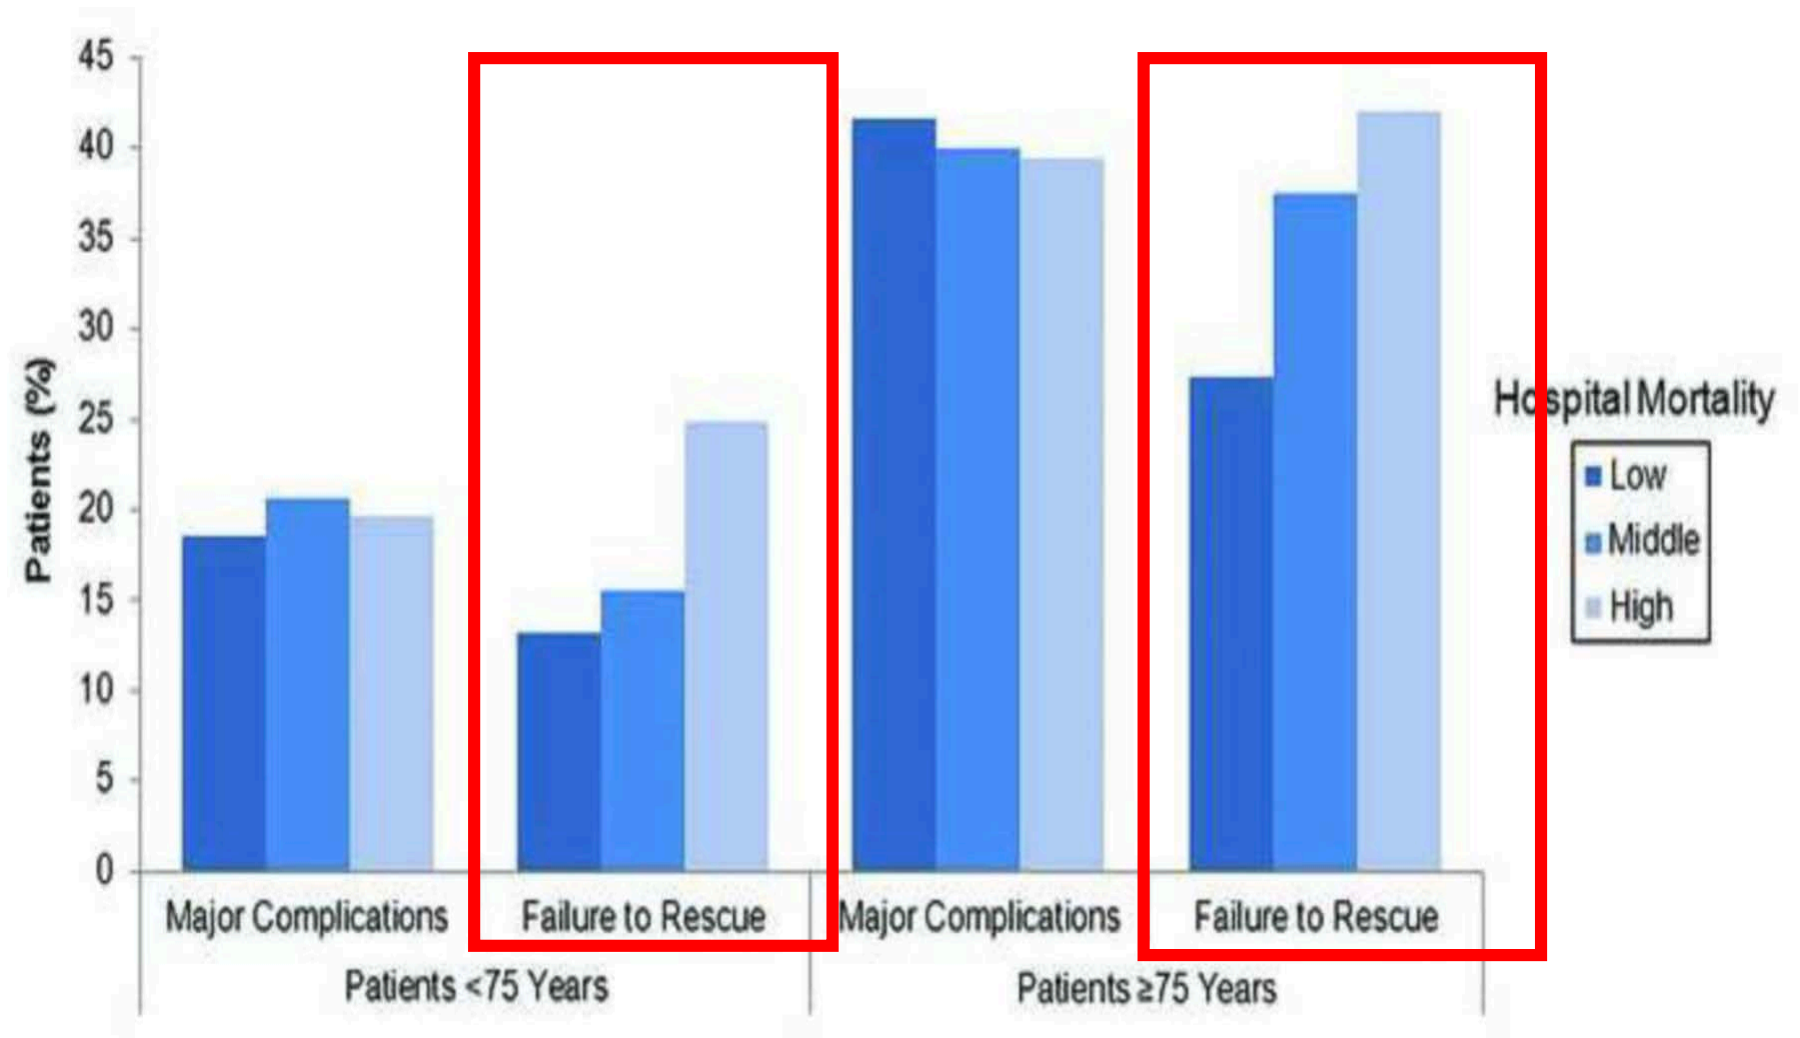 45
40
35
30
25
20
15
10
5
0
Patients (%)
Major Complications
Failure to Rescue
Major Complications
Failure to Rescue
Patients <75 Years
Patients ≥75 Years
Hospital Mortality
Low
Middle
High